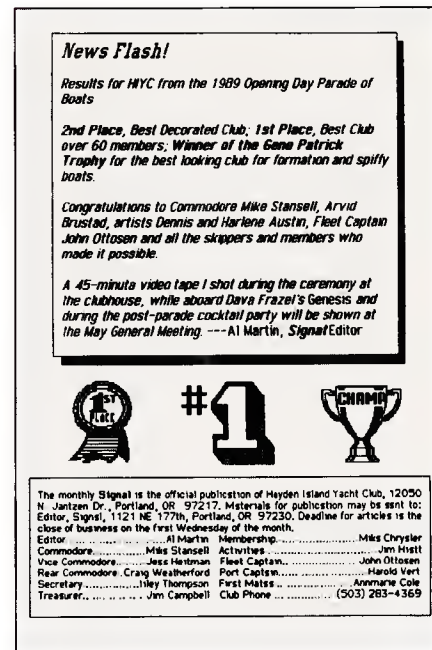 News Flash!
Results for HIYC from the 1989 Opening Day Parade of
Boats
2nd Place, Best Decorated Club; 1st Place, Best Club
over 60 members; Winner of the Gene Patrick
Trophy for the best looking club for formation and spiffy
boats.
Congratulations to Commodore Mike Stansell, Arvid
Brustad, artists Dennis and Harlene Austin, Fleet Captain
John Ottosen and all the skippers and members who
made it possible.
A 45-minuta video tape I shot during the ceremony at
the clubhouse, while aboard Dava Frazel's Genesis and
during the post-parade cocktail party will be shown at
the May General Meeting. ---Al Martin, Signal Editor
1ST
PLACE
#1
CHAMP
The monthly Signal is the official publication of Hayden Island Yacht Club, 12050
N. Jantzen Dr., Portland, OR 97217. Materials for publication may be sent to:
Editor, Signal, 1121 NE 177th, Portland, OR 97230. Deadline for articles is the
close of business on the first Wednesday of the month.
Editor ............ Al Martin Membership ............ Miks Chrysler
Commodore ............ Miks Stansell Activities ............ Jim Hiatt
Vice Commodore ............ Jess Heitman Fleet Captain ............ John Ottosen
Rear Commodore . Craig Weatherford Port Captain ............ Harold Vert
Secretary ............ Thompson First Mates ............ Annmarie Cole
Treasurer ............ Jim Campbell Club Phone ............ (503) 283-4369